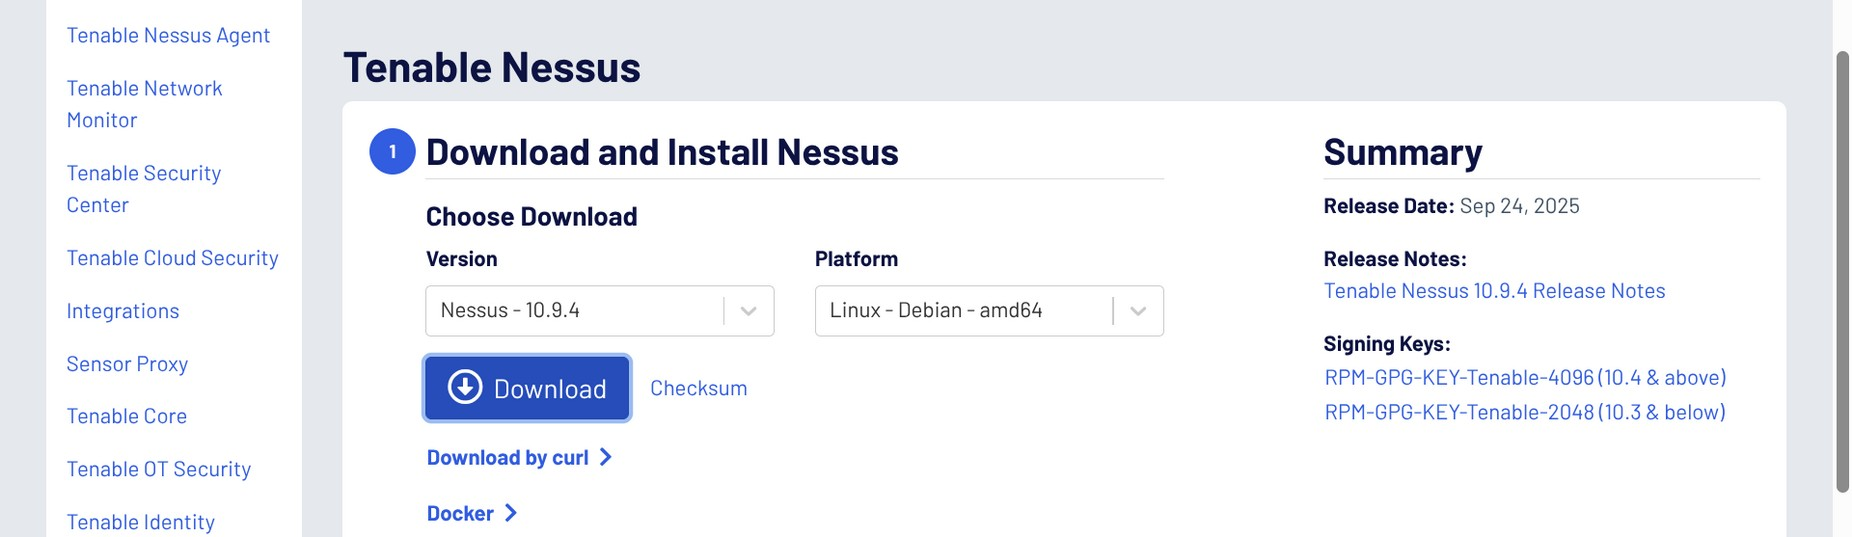 Tenable Nessus Agent
Tenable Network
Monitor
Tenable Security
Center
Tenable Cloud Security
Integrations
Sensor Proxy
Tenable Core
Tenable OT Security
Tenable Identity
Tenable Nessus
1 Download and Install Nessus
Choose Download
Version
Nessus - 10.9.4
Platform
Linux - Debian - amd64
Download
Checksum
Download by curl
Docker
Summary
Release Date: Sep 24, 2025
Release Notes:
Tenable Nessus 10.9.4 Release Notes
Signing Keys:
RPM-GPG-KEY-Tenable-4096 (10.4 & above)
RPM-GPG-KEY-Tenable-2048 (10.3 & below)